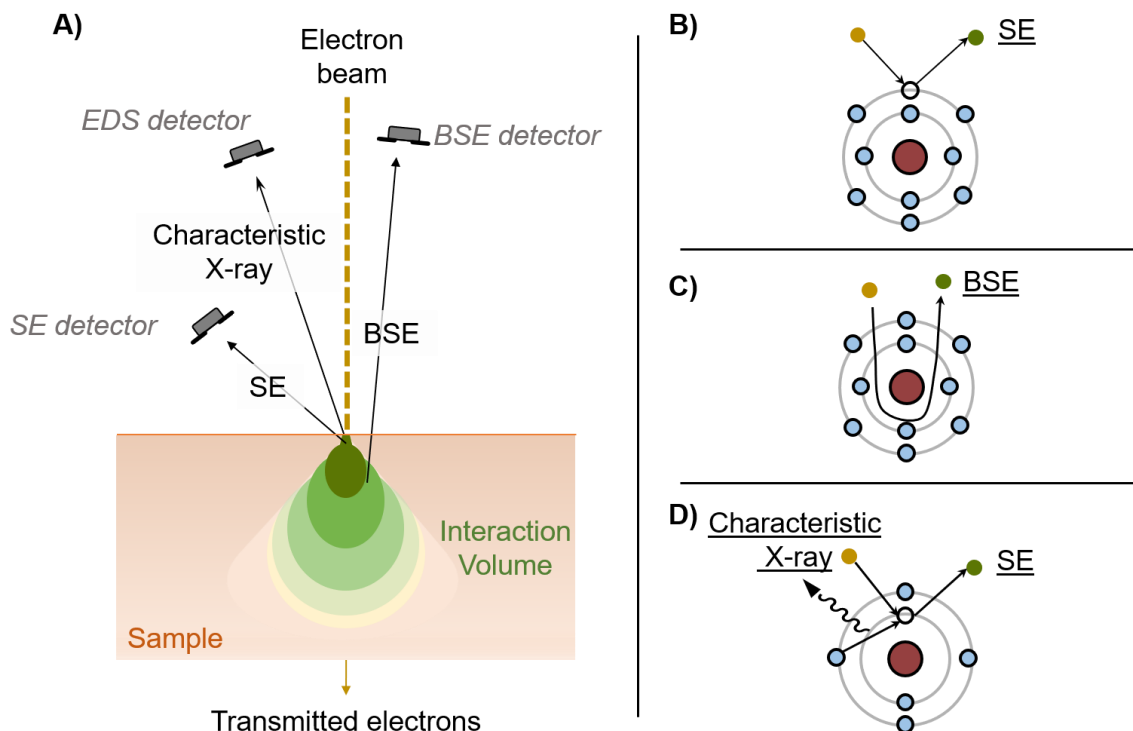 A)
Electron
beam
EDS detector
BSE detector
Characteristic
X-ray
SE detector
BSE
SE
Interaction
Volume
Sample
Transmitted electrons
B)
SE
C)
BSE
D)
Characteristic
X-ray
SE